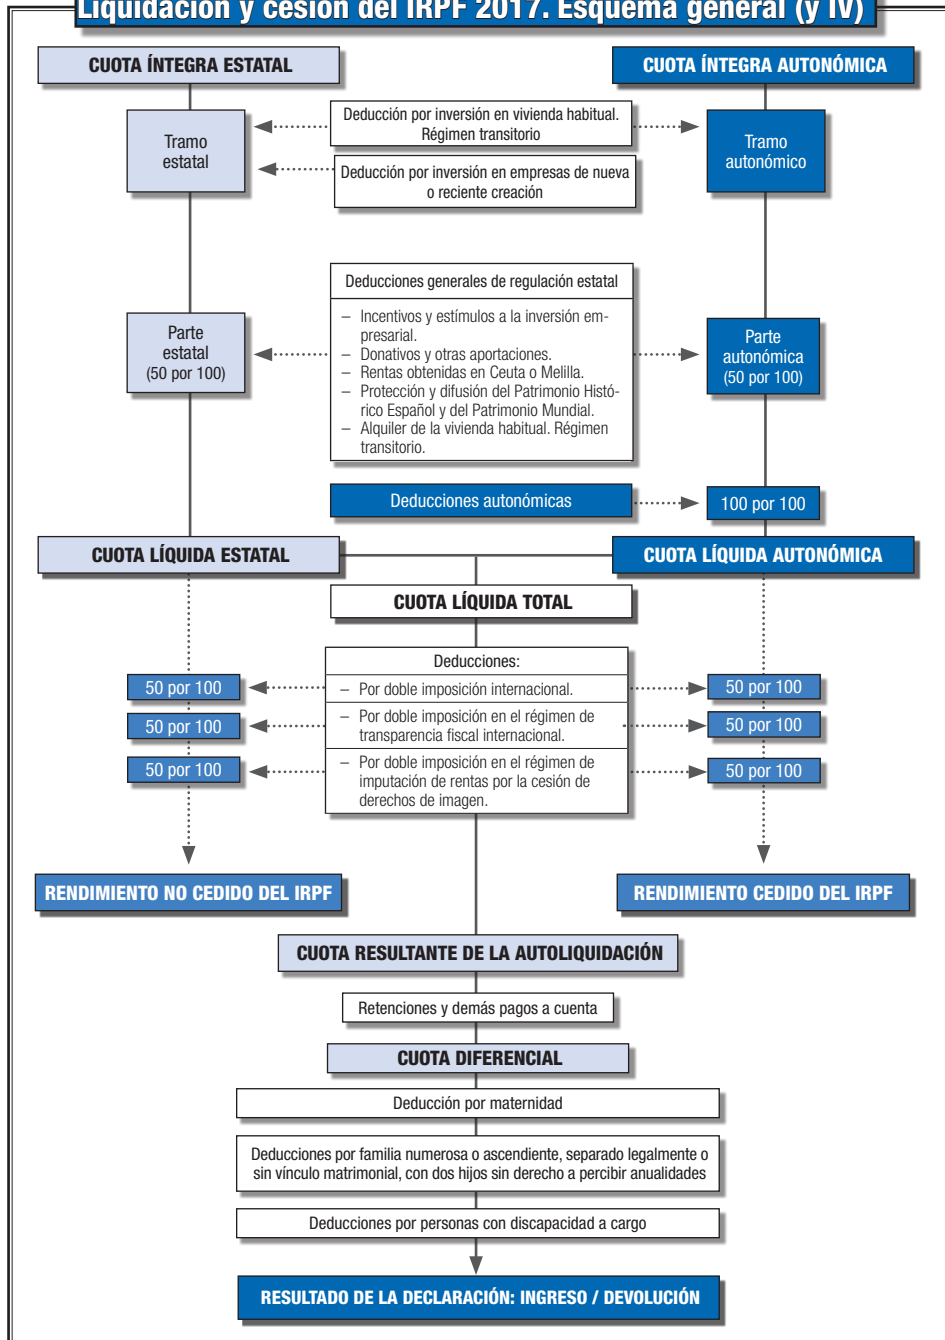 Liquidación y cesión del IRPF 2017. Esquema general (y IV)
CUOTA ÍNTEGRA ESTATAL
CUOTA ÍNTEGRA AUTONÓMICA
Tramo
estatal
Deducción por inversión en vivienda habitual.
Régimen transitorio
Deducción por inversión en empresas de nueva
o reciente creación
Tramo
autonómico
Deducciones generales de regulación estatal
– Incentivos y estímulos a la inversión em-
presarial.
– Donativos y otras aportaciones.
– Rentas obtenidas en Ceuta o Melilla.
– Protección y difusión del Patrimonio Histó-
rico Español y del Patrimonio Mundial.
– Alquiler de la vivienda habitual. Régimen
transitorio.
Parte
estatal
(50 por 100)
Parte
autonómica
(50 por 100)
Deducciones autonómicas
100 por 100
CUOTA LÍQUIDA ESTATAL
CUOTA LÍQUIDA AUTONÓMICA
CUOTA LÍQUIDA TOTAL
Deducciones:
50 por 100
– Por doble imposición internacional.
50 por 100
50 por 100
– Por doble imposición en el régimen de
transparencia fiscal internacional.
50 por 100
50 por 100
– Por doble imposición en el régimen de
imputación de rentas por la cesión de
derechos de imagen.
50 por 100
RENDIMIENTO NO CEDIDO DEL IRPF
RENDIMIENTO CEDIDO DEL IRPF
CUOTA RESULTANTE DE LA AUTOLIQUIDACIÓN
Retenciones y demás pagos a cuenta
CUOTA DIFERENCIAL
Deducción por maternidad
Deducciones por familia numerosa o ascendiente, separado legalmente o
sin vínculo matrimonial, con dos hijos sin derecho a percibir anualidades
Deducciones por personas con discapacidad a cargo
RESULTADO DE LA DECLARACIÓN: INGRESO / DEVOLUCIÓN